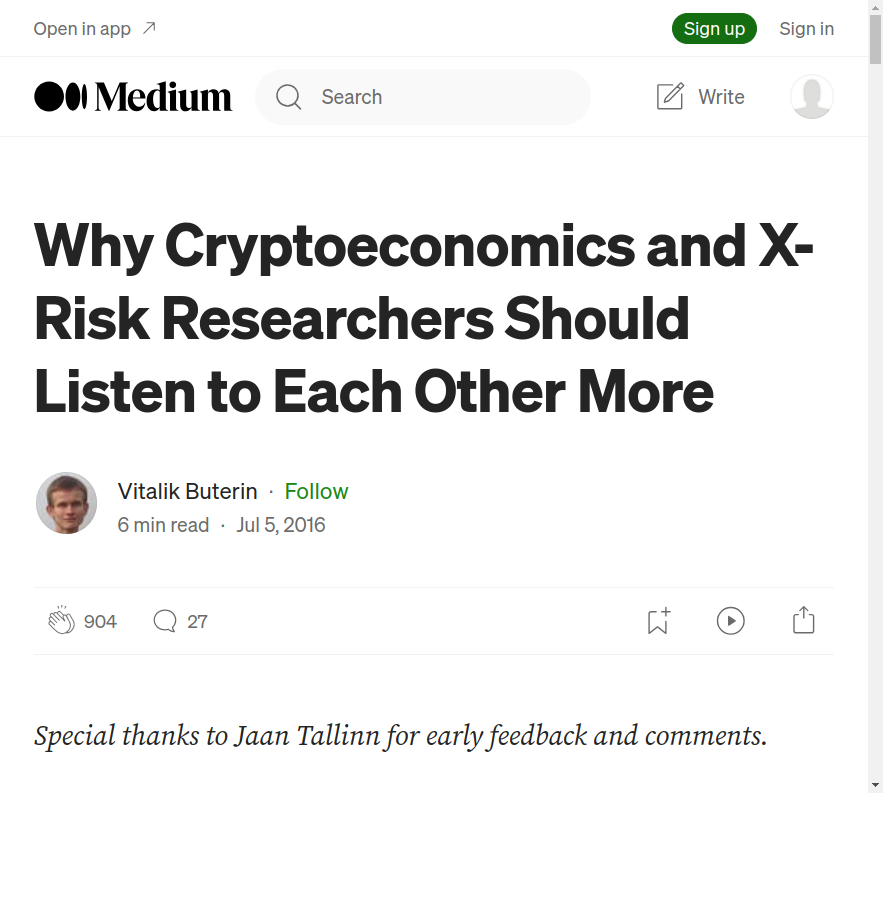 Open in app
Sign up
Sign in
Medium
Search
Write
Why Cryptoeconomics and X-
Risk Researchers Should
Listen to Each Other More
Vitalik Buterin · Follow
6 min read · Jul 5, 2016
904
27
Special thanks to Jaan Tallinn for early feedback and comments.